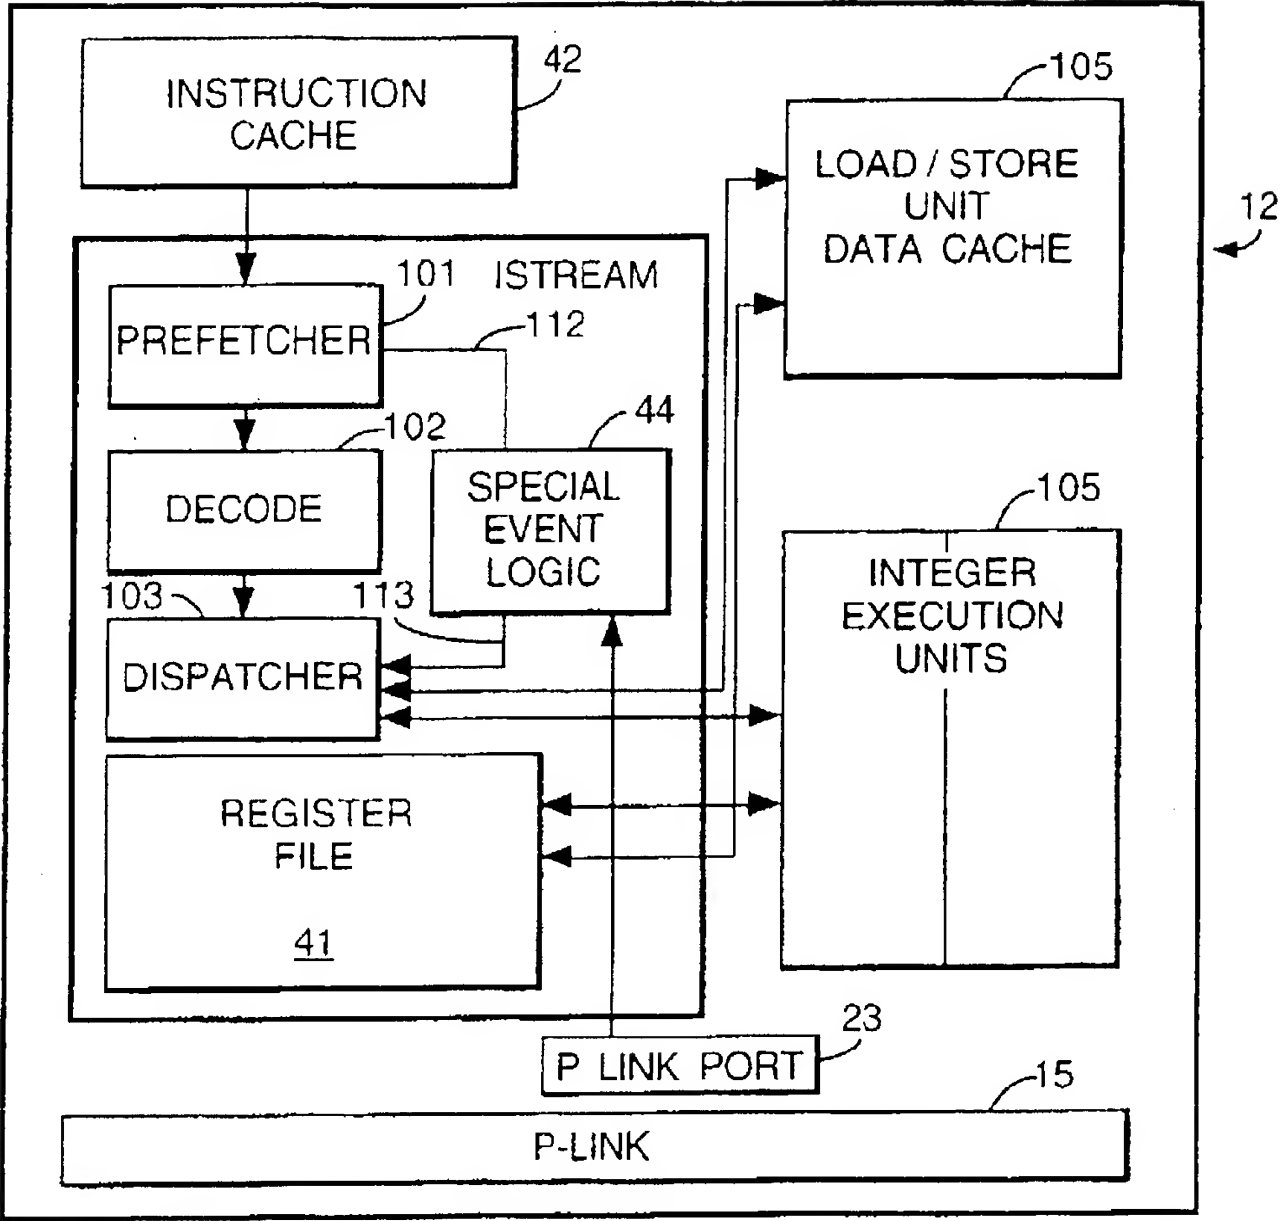 INSTRUCTION
CACHE
42
105
LOAD / STORE
UNIT
DATA CACHE
12
ISTREAM
101
PREFETCHER
112
102
DECODE
44
SPECIAL
EVENT
LOGIC
103
113
DISPATCHER
105
INTEGER
EXECUTION
UNITS
REGISTER
FILE
41
23
P LINK PORT
15
P-LINK